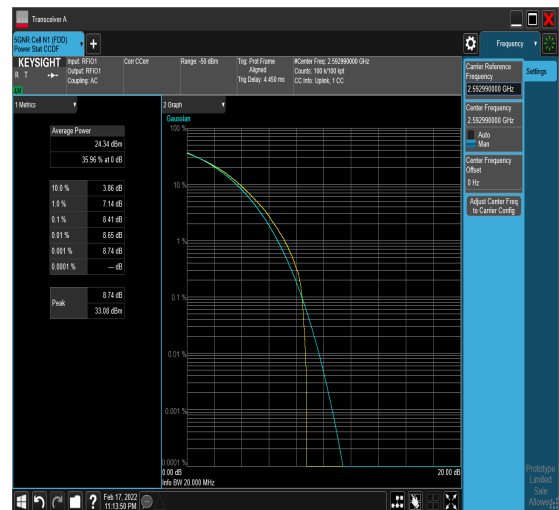 Transceiver A
5GNR Cell N1 (FDD)
Power Stat CCDF
Frequency
KEYSIGHT
R T
Input: RFIO1
Output: RFIO1
Coupling: AC
Corr CCorr
Range: -50 dBm
Trig: Prot Frame
Aligned
Trig Delay: 4.450 ms
#Center Freq: 2.592990000 GHz
Counts: 100 k/100 kpt
CC Info: Uplink, 1 CC
Carrier Reference
Frequency
2.592990000 GHz
Settings
Center Frequency
2.592990000 GHz
Auto
Man
Center Frequency
Offset
0 Hz
Adjust Center Freq
to Carrier Config
1 Metrics
Average Power
24.34 dBm
35.96 % at 0 dB
10.0 % 3.86 dB
1.0 % 7.14 dB
0.1 % 8.41 dB
0.01 % 8.65 dB
0.001 % 8.74 dB
0.0001 % --- dB
Peak
8.74 dB
33.08 dBm
2 Graph
Gaussian
100 %
10 %
1 %
0.1 %
0.01 %
0.001 %
0.0001 %
0.00 dB
20.00 dB
Info BW 20.000 MHz
Feb 17, 2022
11:13:50 PM
Prototype
Limited
Sale
Allowed